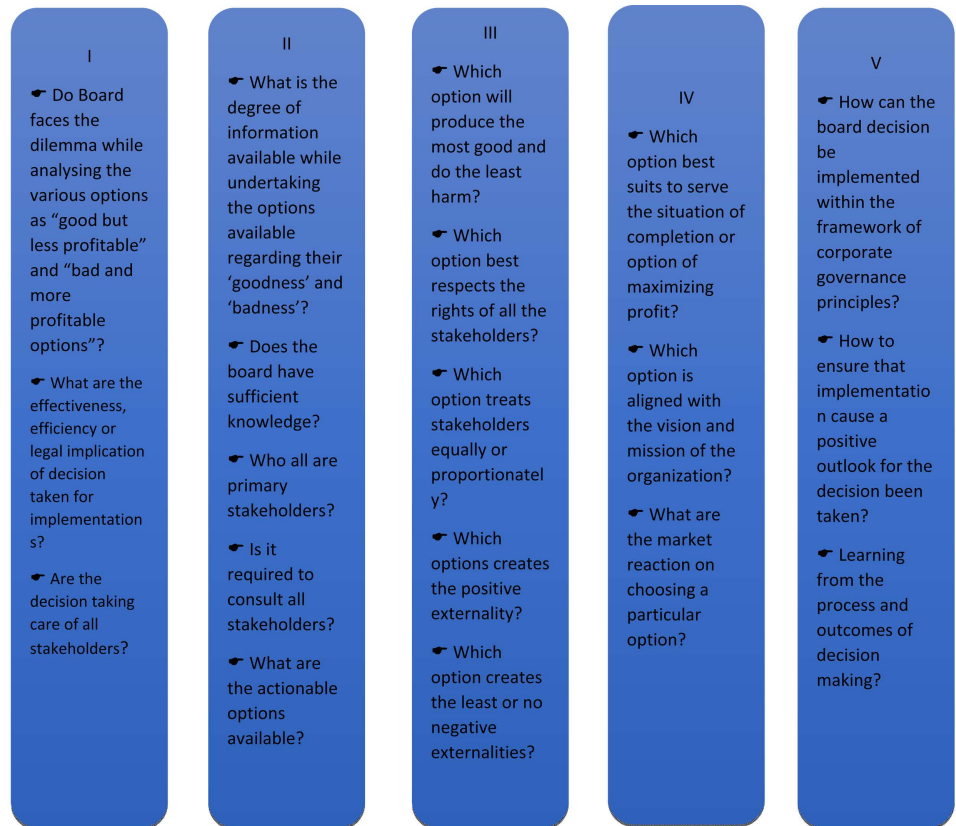 I
☛ Do Board
faces the
dilemma while
analysing the
various options
as “good but
less profitable”
and “bad and
more
profitable
options”?
☛ What are the
effectiveness,
efficiency or
legal implication
of decision
taken for
implementation
s?
☛ Are the
decision taking
care of all
stakeholders?
II
☛ What is the
degree of
information
available while
undertaking
the options
available
regarding their
‘goodness’ and
‘badness’?
☛ Does the
board have
sufficient
knowledge?
☛ Who all are
primary
stakeholders?
☛ Is it
required to
consult all
stakeholders?
☛ What are
the actionable
options
available?
III
☛ Which
option will
produce the
most good and
do the least
harm?
☛ Which
option best
respects the
rights of all the
stakeholders?
☛ Which
option treats
stakeholders
equally or
proportionatel
y?
☛ Which
options creates
the positive
externality?
☛ Which
option creates
the least or no
negative
externalities?
IV
☛ Which
option best
suits to serve
the situation of
completion or
option of
maximizing
profit?
☛ Which
option is
aligned with
the vision and
mission of the
organization?
☛ What are
the market
reaction on
choosing a
particular
option?
V
☛ How can the
board decision
be
implemented
within the
framework of
corporate
governance
principles?
☛ How to
ensure that
implementatio
n cause a
positive
outlook for the
decision been
taken?
☛ Learning
from the
process and
outcomes of
decision
making?